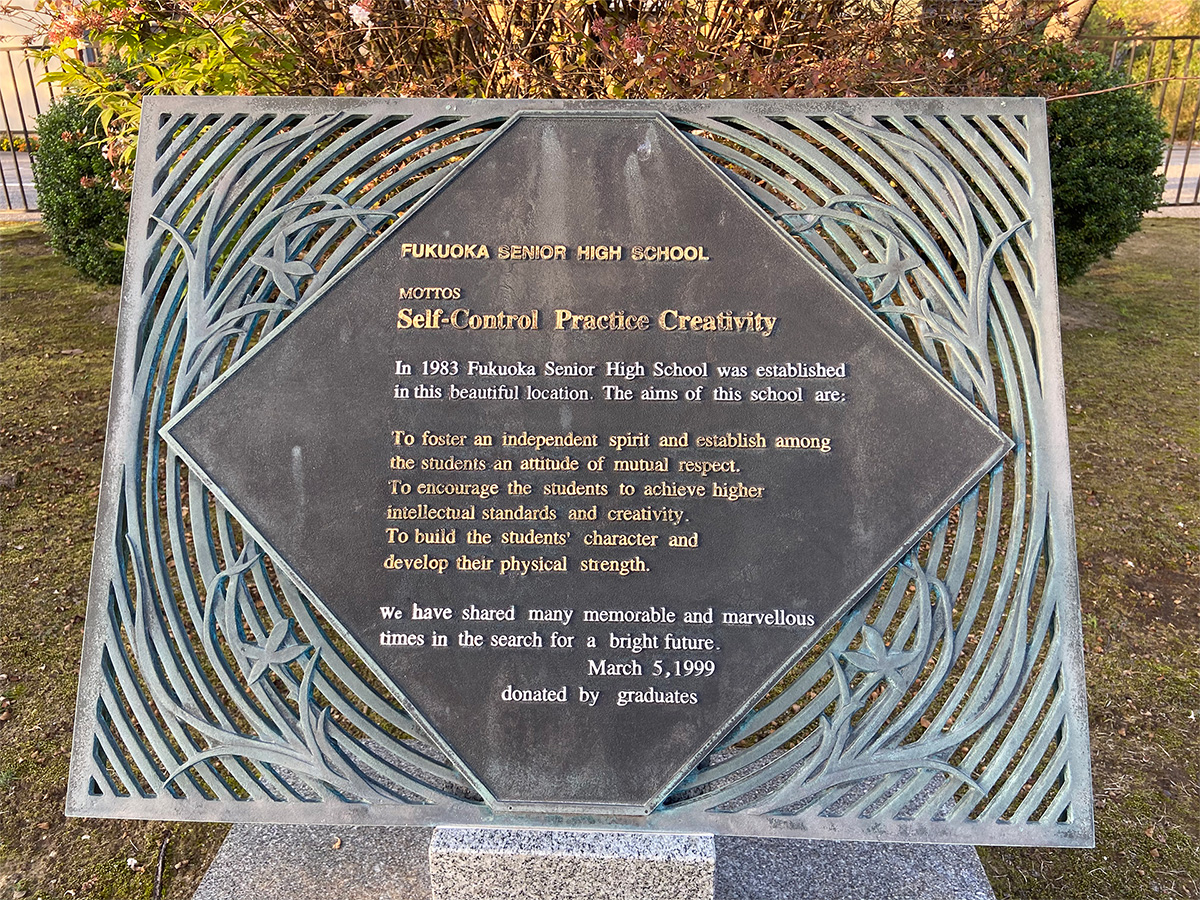 FUKUOKA SENIOR HIGH SCHOOL
MOTTOS
Self-Control Practice Creativity
In 1983 Fukuoka Senior High School was established
in this beautiful location. The aims of this school are;
To foster an independent spirit and establish among
the students an attitude of mutual respect.
To encourage the students to achieve higher
intellectual standards and creativity.
To build the students' character and
develop their physical strength.
We have shared many memorable and marvellous
times in the search for a bright future.
March 5,1999
donated by graduates